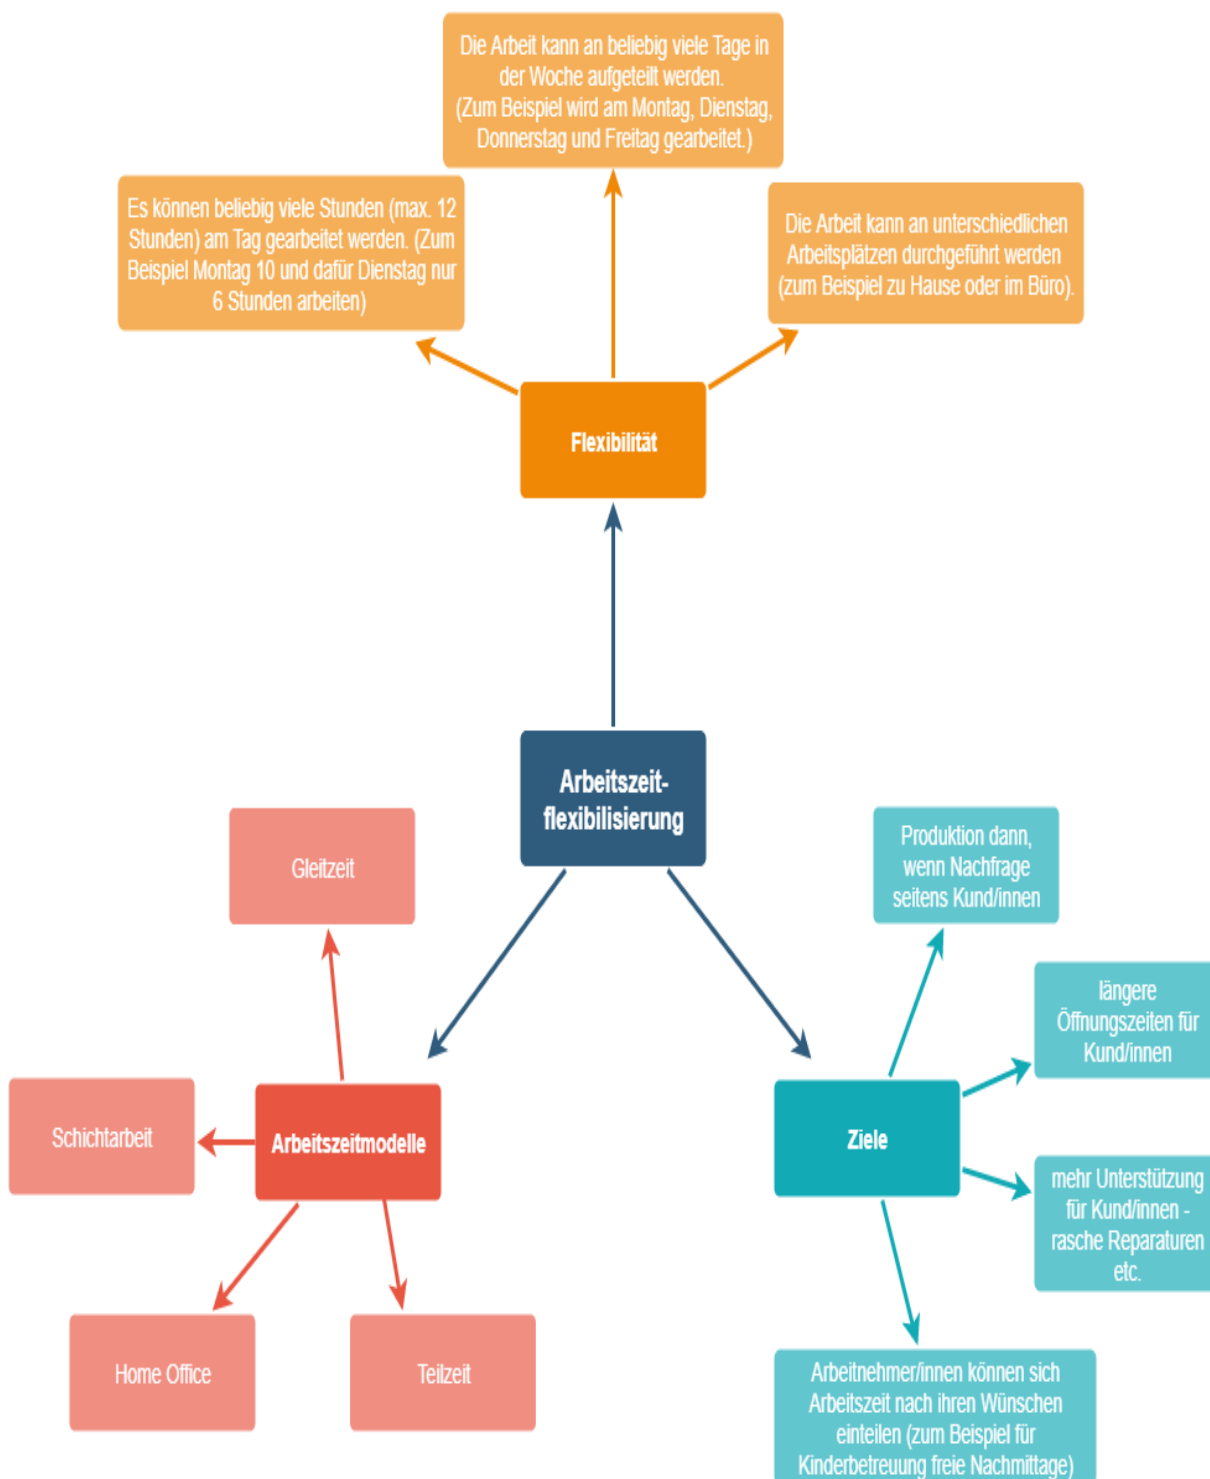 Die Arbeit kann an beliebig viele Tage in
der Woche aufgeteilt werden.
(Zum Beispiel wird am Montag, Dienstag,
Donnerstag und Freitag gearbeitet.)
Es können beliebig viele Stunden (max. 12
Stunden) am Tag gearbeitet werden. (Zum
Beispiel Montag 10 und dafür Dienstag nur
6 Stunden arbeiten)
Die Arbeit kann an unterschiedlichen
Arbeitsplätzen durchgeführt werden
(zum Beispiel zu Hause oder im Büro).
Flexibilität
Arbeitszeit-
flexibilisierung
Gleitzeit
Schichtarbeit
Arbeitszeitmodelle
Home Office
Teilzeit
Produktion dann,
wenn Nachfrage
seitens Kund/innen
längere
Öffnungszeiten für
Kund/innen
Ziele
mehr Unterstützung
für Kund/innen -
rasche Reparaturen
etc.
Arbeitnehmer/innen können sich
Arbeitszeit nach ihren Wünschen
einteilen (zum Beispiel für
Kinderbetreuung freie Nachmittage)